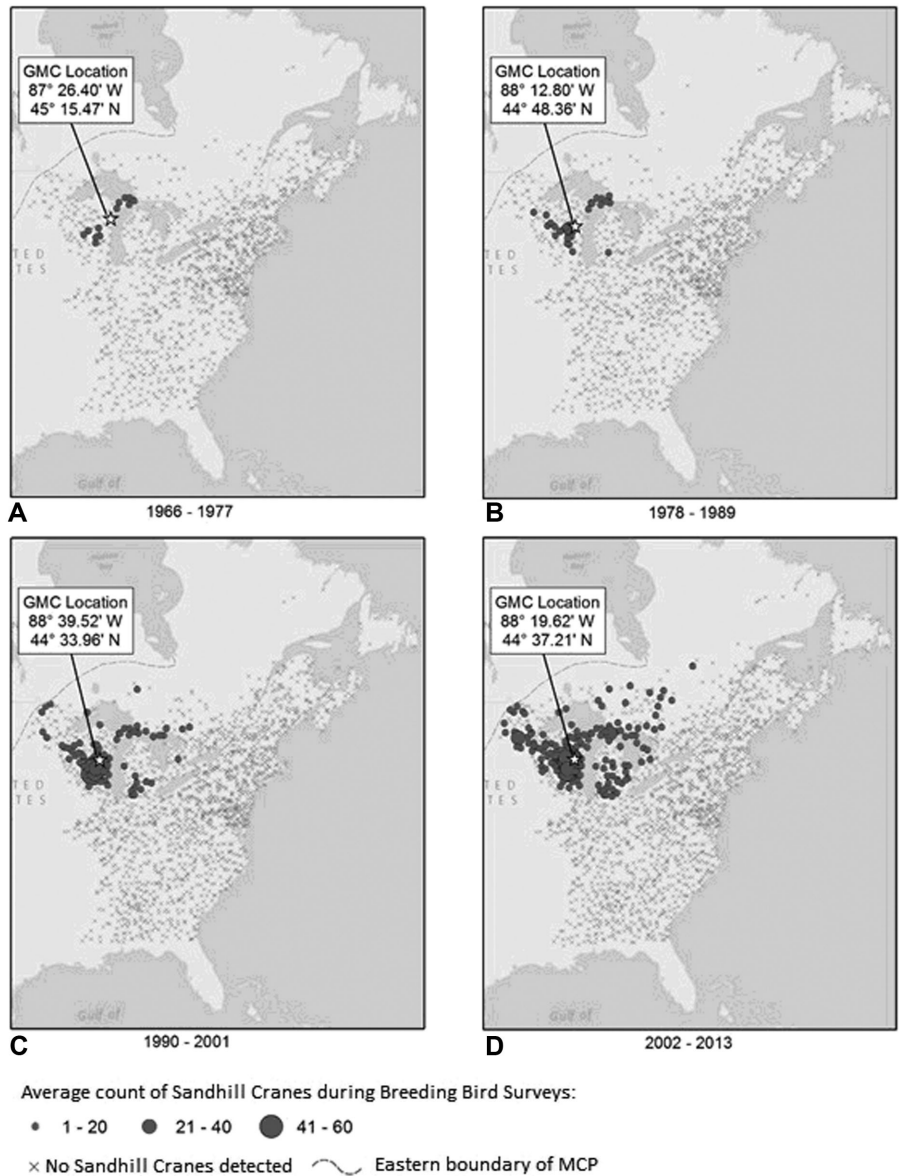 GMC Location
87° 26.40' W
45° 15.47' N
TED
TES
Gulf of
A
1966 - 1977
GMC Location
88° 12.80' W
44° 48.36' N
TED
TES
Gulf of
B
1978 - 1989
GMC Location
88° 39.52' W
44° 33.96' N
TED
TES
Gulf of
C
1990 - 2001
GMC Location
88° 19.62' W
44° 37.21' N
TED
TES
Gulf of
D
2002 - 2013
Average count of Sandhill Cranes during Breeding Bird Surveys:
1 - 20 21 - 40 41 - 60
× No Sandhill Cranes detected Eastern boundary of MCP